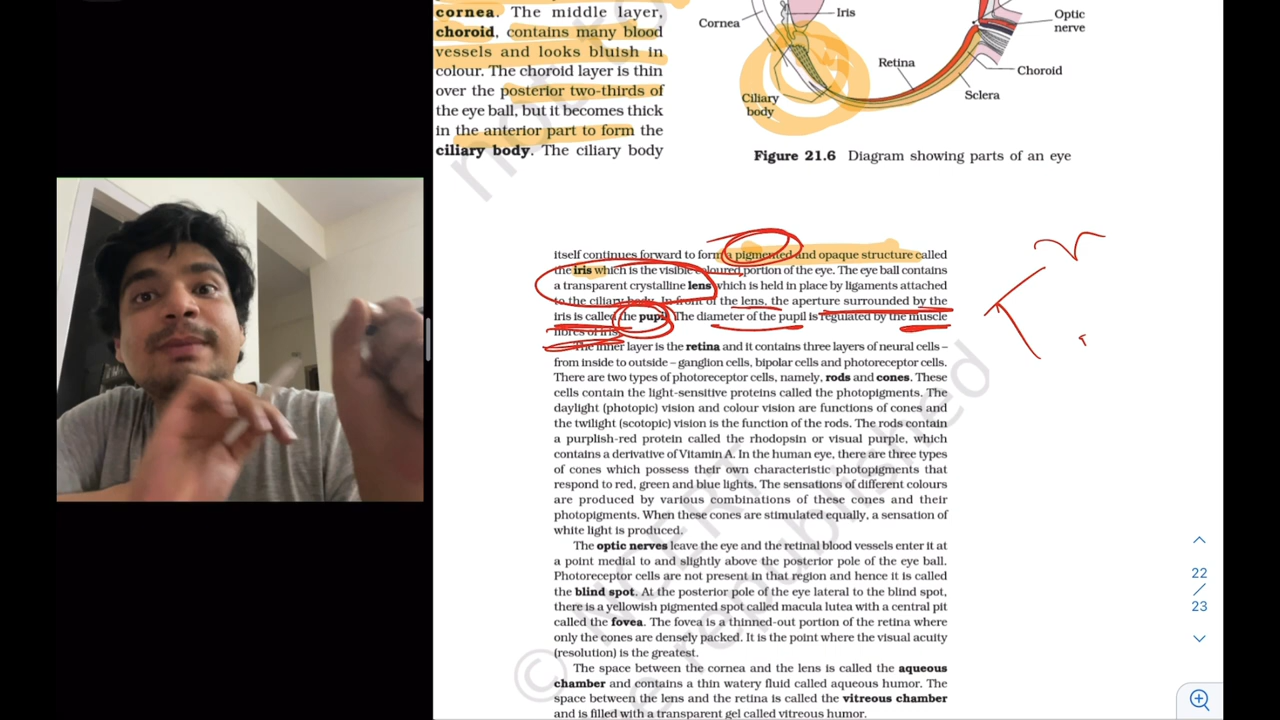 cornea. The middle layer,
choroid, contains many blood
vessels and looks bluish in
colour. The choroid layer is thin
over the posterior two-thirds of
the eye ball, but it becomes thick
in the anterior part to form the
ciliary body. The ciliary body
Cornea
Iris
Optic
nerve
Retina
Choroid
Sclera
Ciliary
body
Figure 21.6 Diagram showing parts of an eye
itself continues forward to form a pigmented and opaque structure called
the iris which is the visible coloured portion of the eye. The eye ball contains
a transparent crystalline lens which is held in place by ligaments attached
to the ciliary body. In front of the lens, the aperture surrounded by the
iris is called the pupil. The diameter of the pupil is regulated by the muscle
fibres of iris.
The inner layer is the retina and it contains three layers of neural cells –
from inside to outside – ganglion cells, bipolar cells and photoreceptor cells.
There are two types of photoreceptor cells, namely, rods and cones. These
cells contain the light-sensitive proteins called the photopigments. The
daylight (photopic) vision and colour vision are functions of cones and
the twilight (scotopic) vision is the function of the rods. The rods contain
a purplish-red protein called the rhodopsin or visual purple, which
contains a derivative of Vitamin A. In the human eye, there are three types
of cones which possess their own characteristic photopigments that
respond to red, green and blue lights. The sensations of different colours
are produced by various combinations of these cones and their
photopigments. When these cones are stimulated equally, a sensation of
white light is produced.
The optic nerves leave the eye and the retinal blood vessels enter it at
a point medial to and slightly above the posterior pole of the eye ball.
Photoreceptor cells are not present in that region and hence it is called
the blind spot. At the posterior pole of the eye lateral to the blind spot,
there is a yellowish pigmented spot called macula lutea with a central pit
called the fovea. The fovea is a thinned-out portion of the retina where
only the cones are densely packed. It is the point where the visual acuity
(resolution) is the greatest.
The space between the cornea and the lens is called the aqueous
chamber and contains a thin watery fluid called aqueous humor. The
space between the lens and the retina is called the vitreous chamber
and is filled with a transparent gel called vitreous humor.
not to
© NCERT
republished
22
/
23